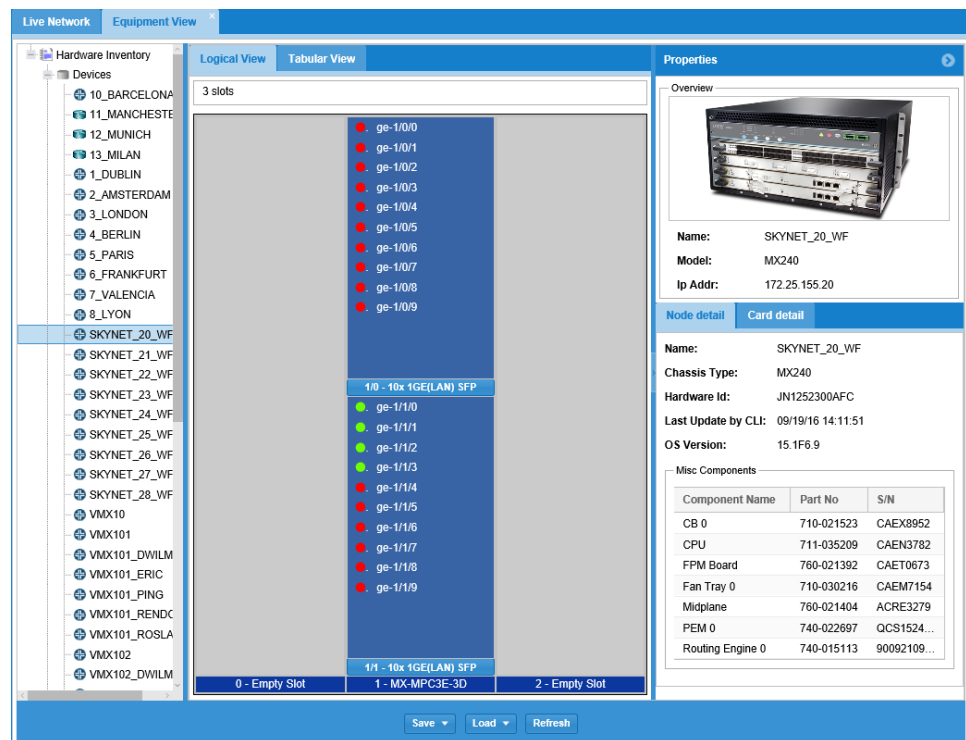 Live Network
Equipment View
Hardware Inventory
Devices
10_BARCELONA
11_MANCHESTE
12_MUNICH
13_MILAN
1_DUBLIN
2_AMSTERDAM
3_LONDON
4_BERLIN
5_PARIS
6_FRANKFURT
7_VALENCIA
8_LYON
SKYNET_20_WF
SKYNET_21_WF
SKYNET_22_WF
SKYNET_23_WF
SKYNET_24_WF
SKYNET_25_WF
SKYNET_26_WF
SKYNET_27_WF
SKYNET_28_WF
VMX10
VMX101
VMX101_DWILM
VMX101_ERIC
VMX101_PING
VMX101_RENDO
VMX101_ROSLA
VMX102
VMX102_DWILM
Logical View
Tabular View
3 slots
ge-1/0/0
ge-1/0/1
ge-1/0/2
ge-1/0/3
ge-1/0/4
ge-1/0/5
ge-1/0/6
ge-1/0/7
ge-1/0/8
ge-1/0/9
1/0 - 10x 1GE(LAN) SFP
ge-1/1/0
ge-1/1/1
ge-1/1/2
ge-1/1/3
ge-1/1/4
ge-1/1/5
ge-1/1/6
ge-1/1/7
ge-1/1/8
ge-1/1/9
1/1 - 10x 1GE(LAN) SFP
0 - Empty Slot
1 - MX-MPC3E-3D
2 - Empty Slot
Properties
Overview
Name: SKYNET_20_WF
Model: MX240
Ip Addr: 172.25.155.20
Node detail
Card detail
Name: SKYNET_20_WF
Chassis Type: MX240
Hardware Id: JN1252300AFC
Last Update by CLI: 09/19/16 14:11:51
OS Version: 15.1F6.9
Misc Components
Component Name Part No S/N
CB 0 710-021523 CAEX8952
CPU 711-035209 CAEN3782
FPM Board 760-021392 CAET0673
Fan Tray 0 710-030216 CAEM7154
Midplane 760-021404 ACRE3279
PEM 0 740-022697 QCS1524...
Routing Engine 0 740-015113 90092109...
Save
Load
Refresh